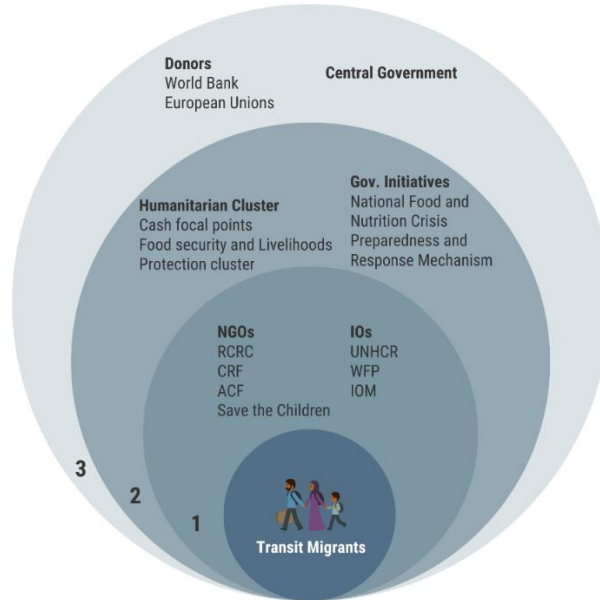 Donors
World Bank
European Unions
Central Government
Humanitarian Cluster
Cash focal points
Food security and Livelihoods
Protection cluster
Gov. Initiatives
National Food and
Nutrition Crisis
Preparedness and
Response Mechanism
NGOs
RCRC
CRF
ACF
Save the Children
IOs
UNHCR
WFP
IOM
3
2
1
Transit Migrants